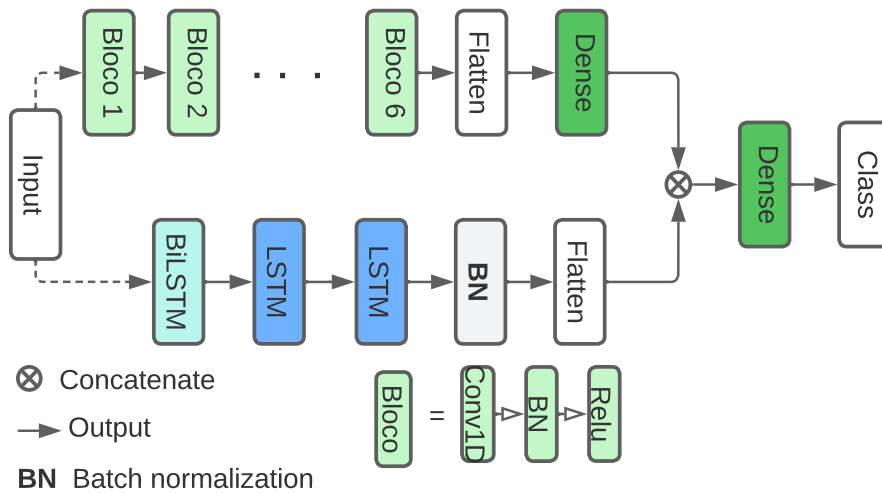 Bloco 1
Bloco 2
. . .
Bloco 6
Flatten
Dense
Input
Dense
Class
BiLSTM
LSTM
LSTM
BN
Flatten
Concatenate
Output
BN Batch normalization
Bloco
=
Conv1D
BN
Relu